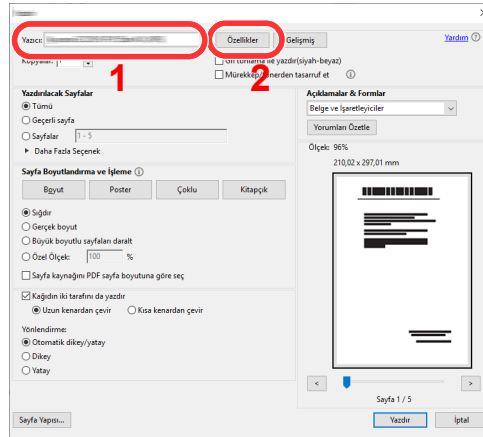 Yazıcı:
Özellikler
Gelişmiş
Yardım
Kopyalar: 1
Gri tonlama ile yazdır(siyah-beyaz)
Mürekkep/tonerden tasarruf et
1
2
Yazdırılacak Sayfalar
Tümü
Geçerli sayfa
Sayfalar 1 - 5
Daha Fazla Seçenek
Açıklamalar & Formlar
Belge ve İşaretleyiciler
Yorumları Özetle
Ölçek: 96%
210,02 x 297,01 mm
Sayfa Boyutlandırma ve İşleme
Boyut Poster Çoklu Kitapçık
Sığdır
Gerçek boyut
Büyük boyutlu sayfaları daralt
Özel Ölçek: 100 %
Sayfa kaynağını PDF sayfa boyutuna göre seç
Kağıdın iki tarafını da yazdır
Uzun kenardan çevir Kısa kenardan çevir
Yönlendirme:
Otomatik dikey/yatay
Dikey
Yatay
<
>
Sayfa 1 / 5
Sayfa Yapısı...
Yazdır
İptal